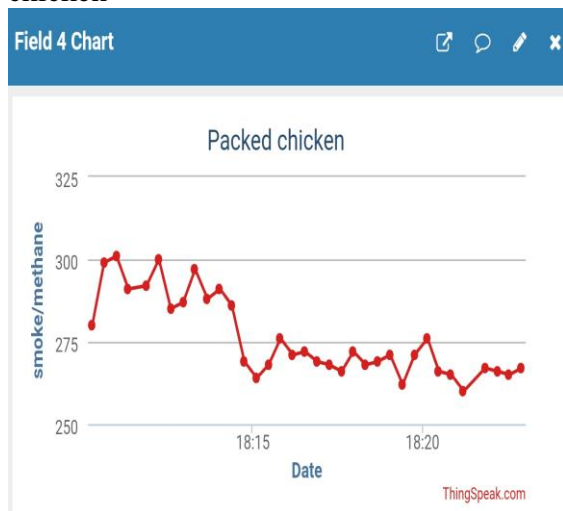 Field 4 Chart
Packed chicken
325
300
275
250
smoke/methane
18:15
18:20
Date
ThingSpeak.com